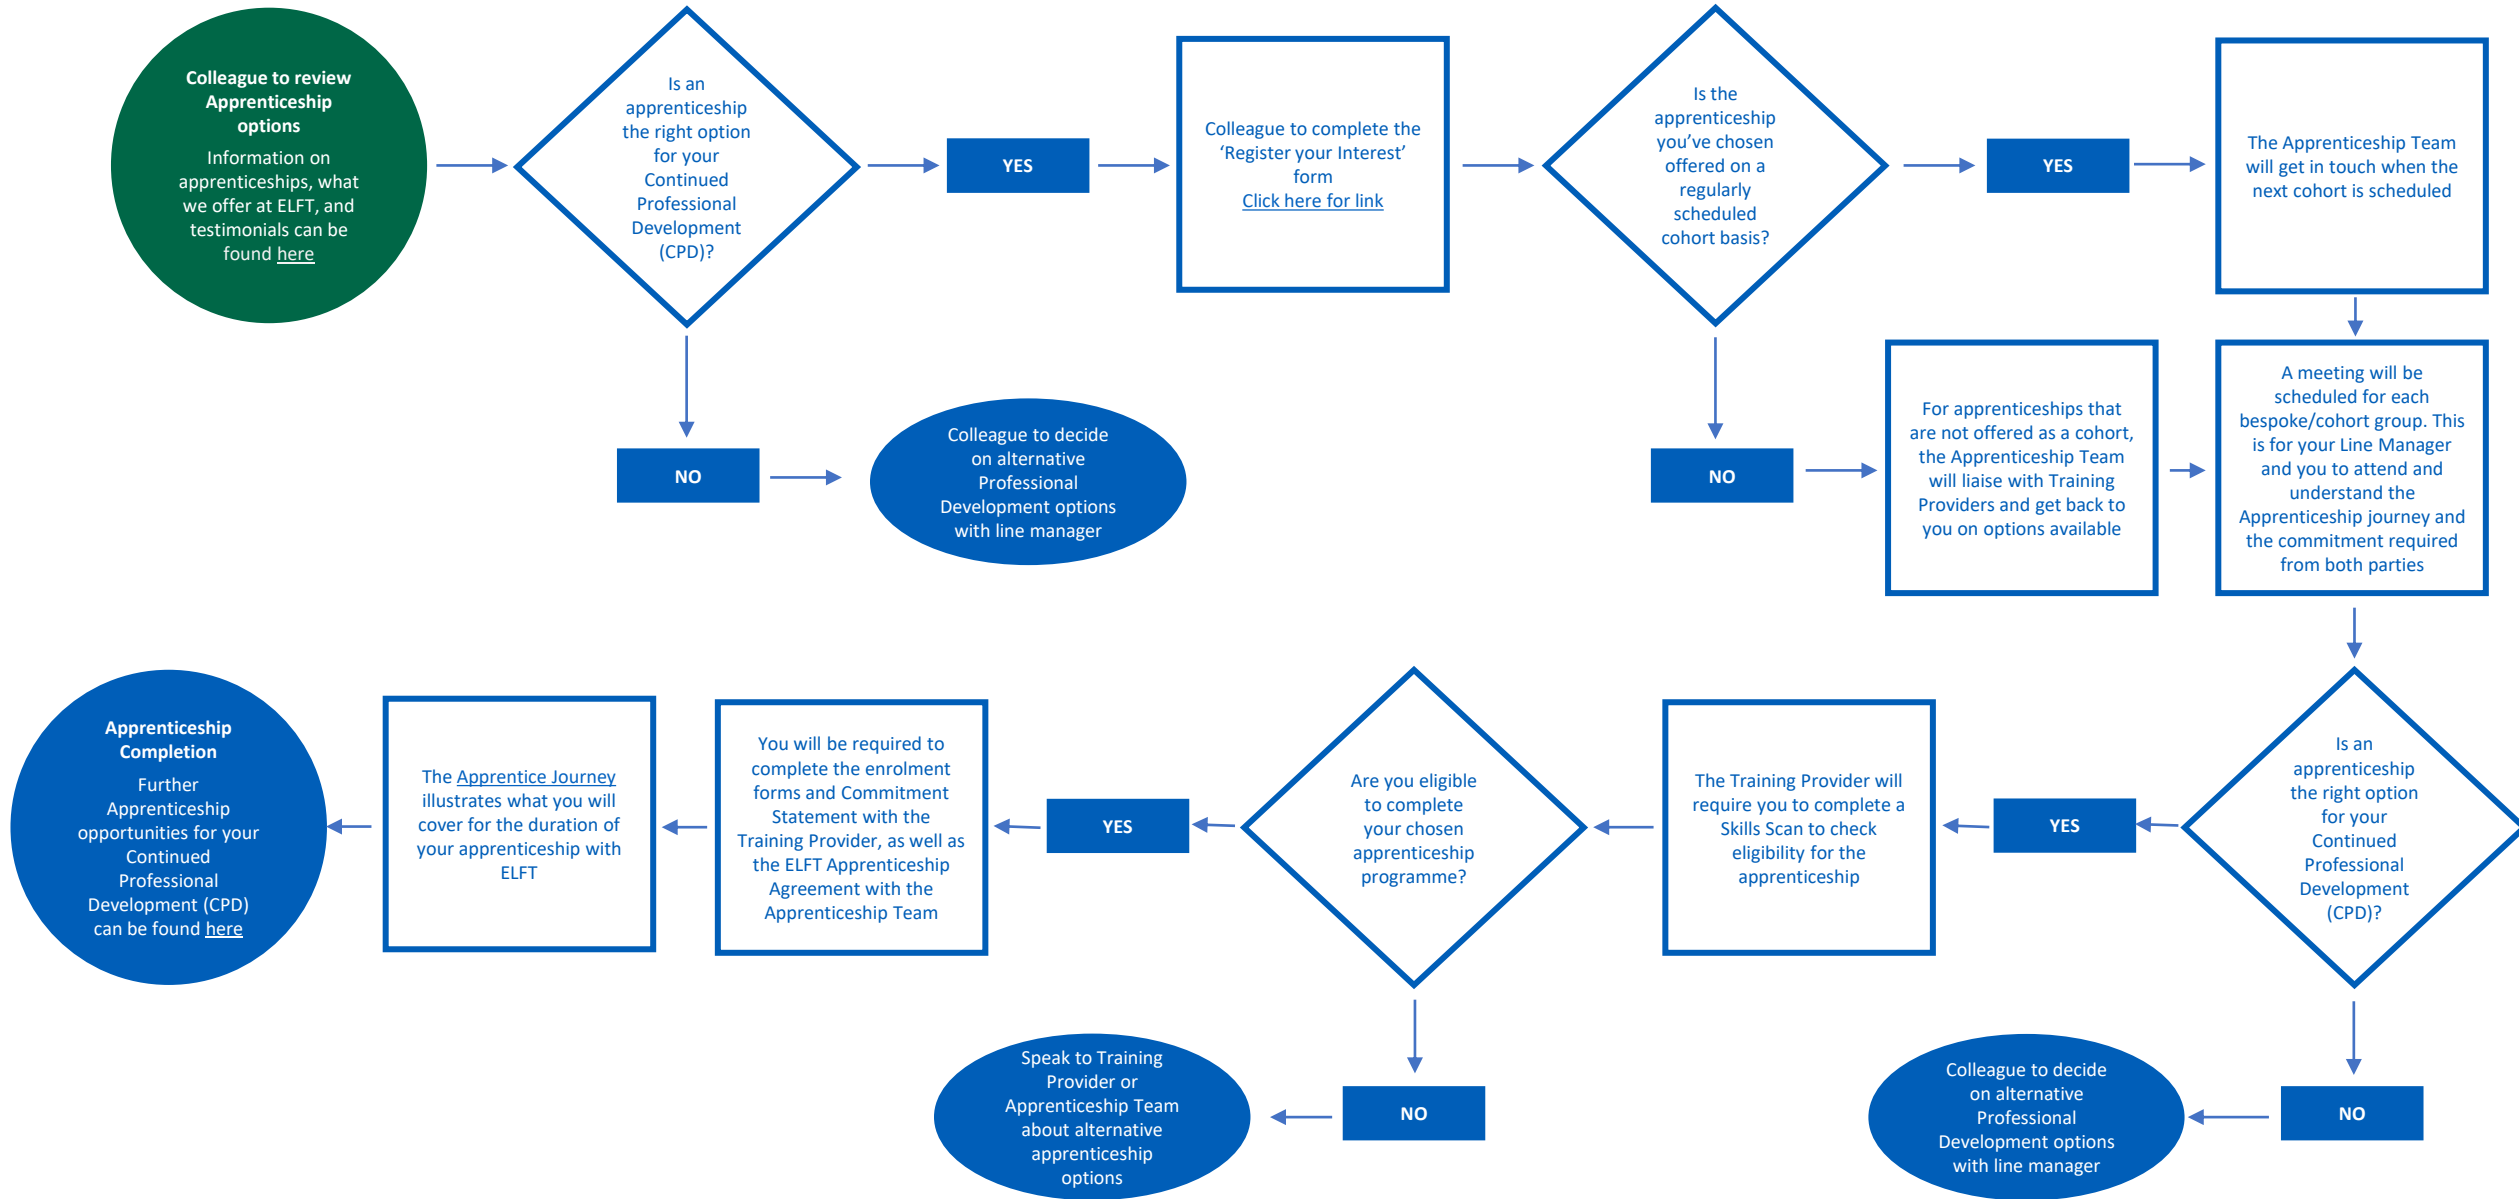 Colleague to review
Apprenticeship
options
Information on
apprenticeships, what
we offer at ELFT, and
testimonials can be
found here
Is an
apprenticeship
the right option
for your
Continued
Professional
Development
(CPD)?
YES
Colleague to complete the
‘Register your Interest’
form
Click here for link
Is the
apprenticeship
you’ve chosen
offered on a
regularly
scheduled
cohort basis?
YES
The Apprenticeship Team
will get in touch when the
next cohort is scheduled
NO
Colleague to decide
on alternative
Professional
Development options
with line manager
NO
For apprenticeships that
are not offered as a cohort,
the Apprenticeship Team
will liaise with Training
Providers and get back to
you on options available
A meeting will be
scheduled for each
bespoke/cohort group. This
is for your Line Manager
and you to attend and
understand the
Apprenticeship journey and
the commitment required
from both parties
Is an
apprenticeship
the right option
for your
Continued
Professional
Development
(CPD)?
YES
The Training Provider will
require you to complete a
Skills Scan to check
eligibility for the
apprenticeship
Are you eligible
to complete
your chosen
apprenticeship
programme?
YES
You will be required to
complete the enrolment
forms and Commitment
Statement with the
Training Provider, as well as
the ELFT Apprenticeship
Agreement with the
Apprenticeship Team
The Apprentice Journey
illustrates what you will
cover for the duration of
your apprenticeship with
ELFT
Apprenticeship
Completion
Further
Apprenticeship
opportunities for your
Continued
Professional
Development (CPD)
can be found here
NO
Speak to Training
Provider or
Apprenticeship Team
about alternative
apprenticeship
options
NO
Colleague to decide
on alternative
Professional
Development options
with line manager